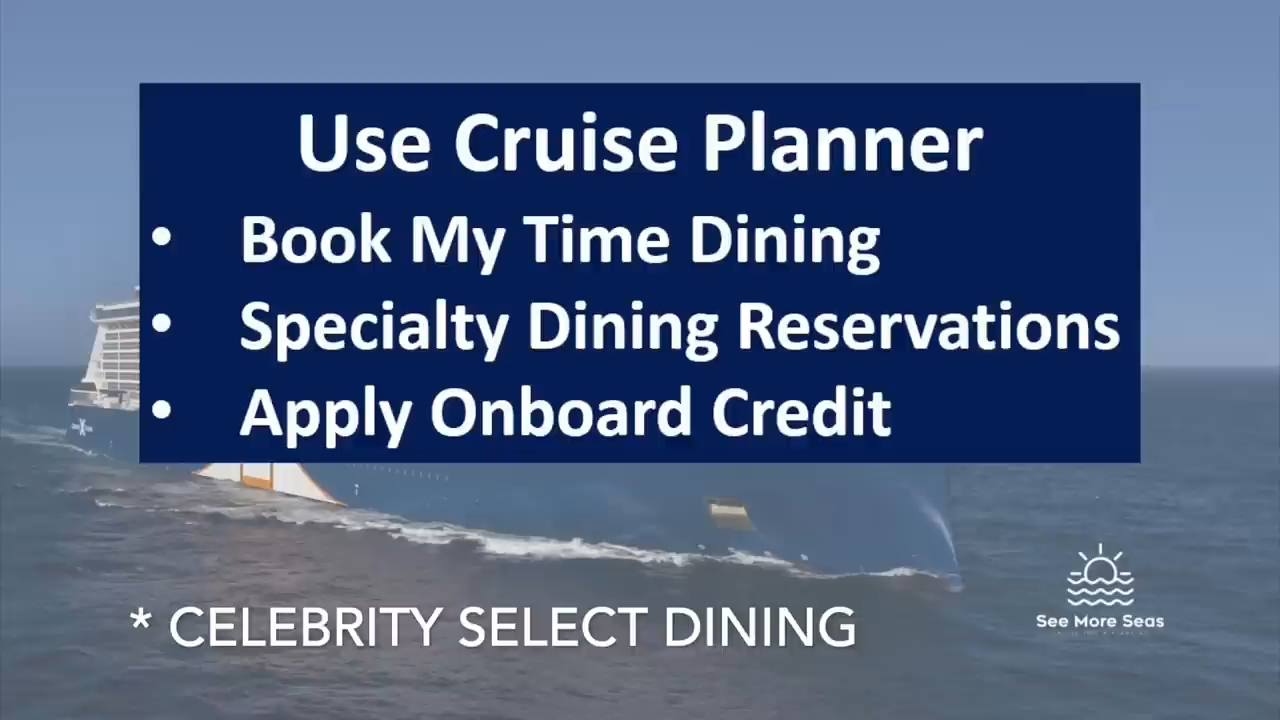 Use Cruise Planner
• Book My Time Dining
• Specialty Dining Reservations
• Apply Onboard Credit
* CELEBRITY SELECT DINING
See More Seas